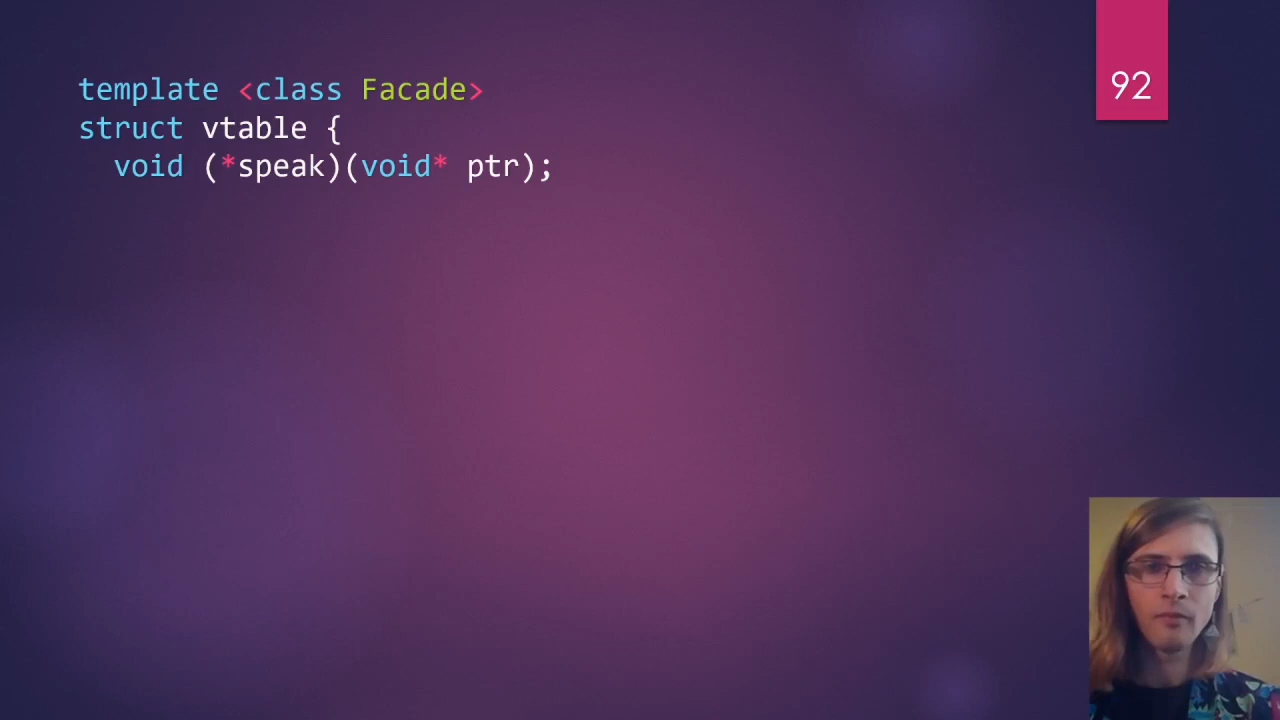 template <class Facade>
struct vtable {
  void (*speak)(void* ptr);
92